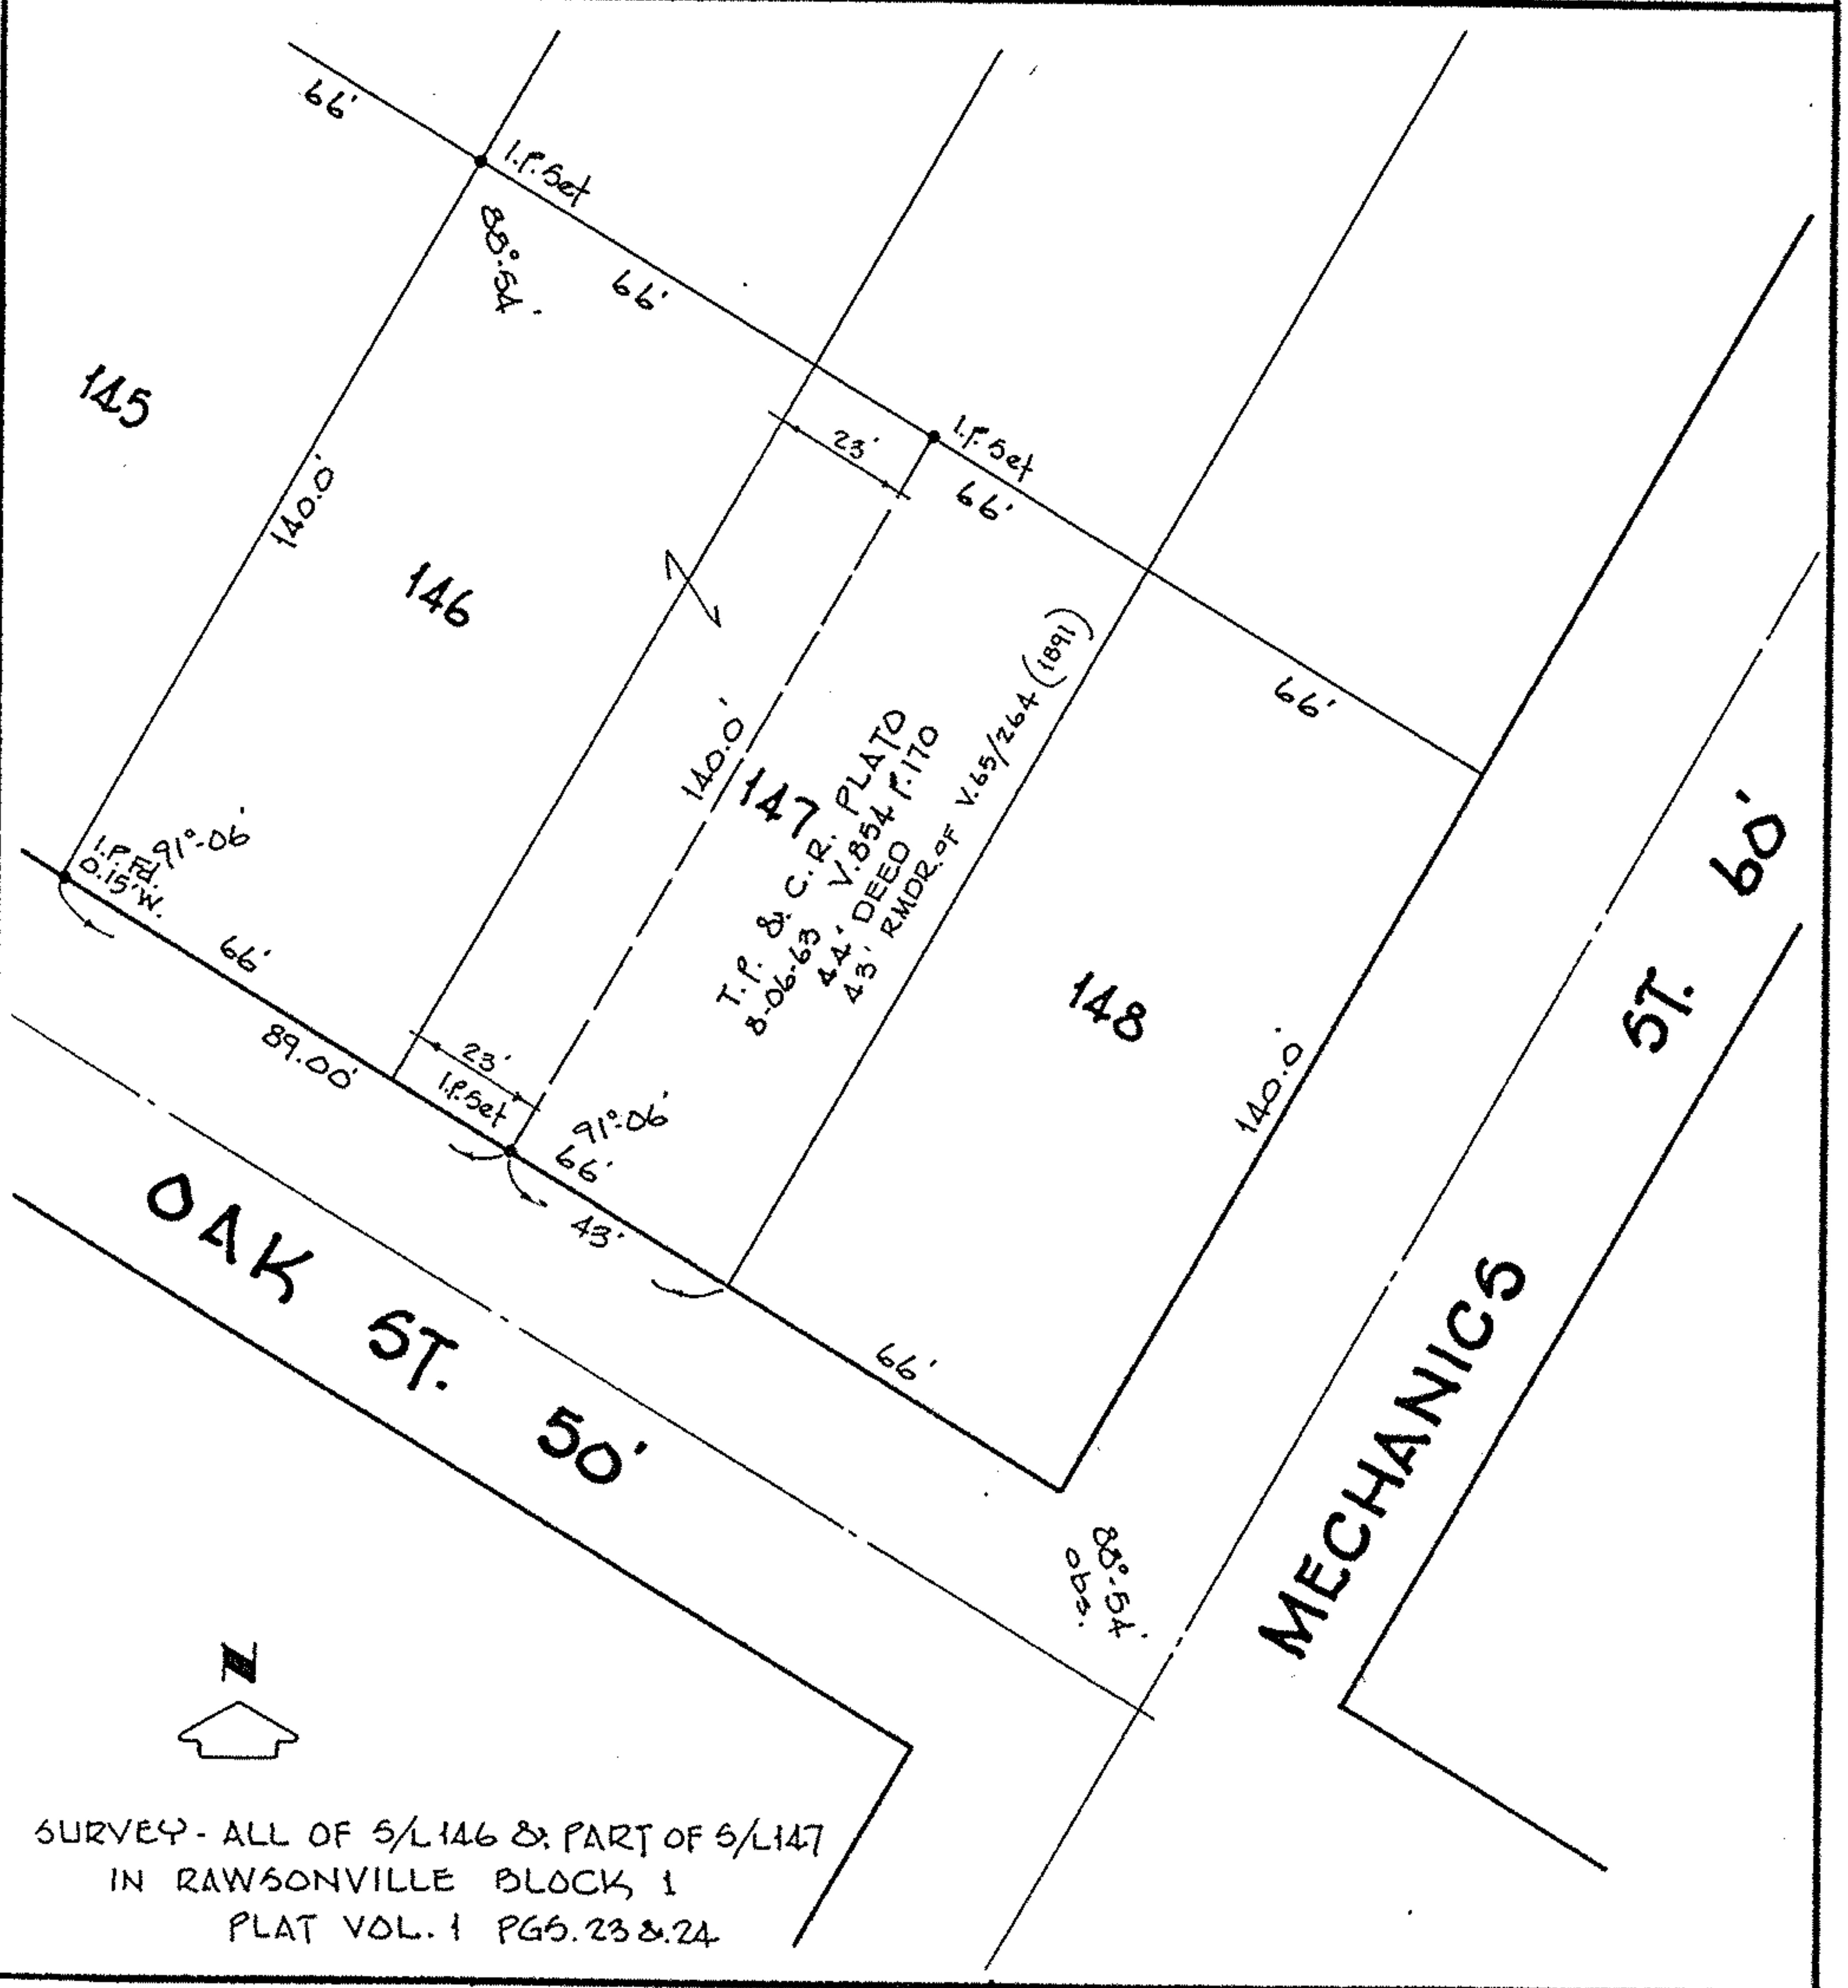 66'
I.P. Set
88°-54'
66'
145
23'
I.P. Set
66'
140.0'
146
66'
140.0'
147
T.P. & C.R. PLATO
8-06-63 V.854 P.170
44' DEED
43' RMDR. OF V.65/264 (1891)
60'
I.P. Fd. 91°-06'
0.15'W.
66'
148
ST.
89.00'
23'
I.P. Set
91°-06'
66'
140.0'
43'
OAK ST. 50'
66'
MECHANICS
88°-54'
obs.
N
SURVEY - ALL OF S/L 146 & PART OF S/L 147
IN RAWSONVILLE BLOCK 1
PLAT VOL. 1 PGS. 23 & 24